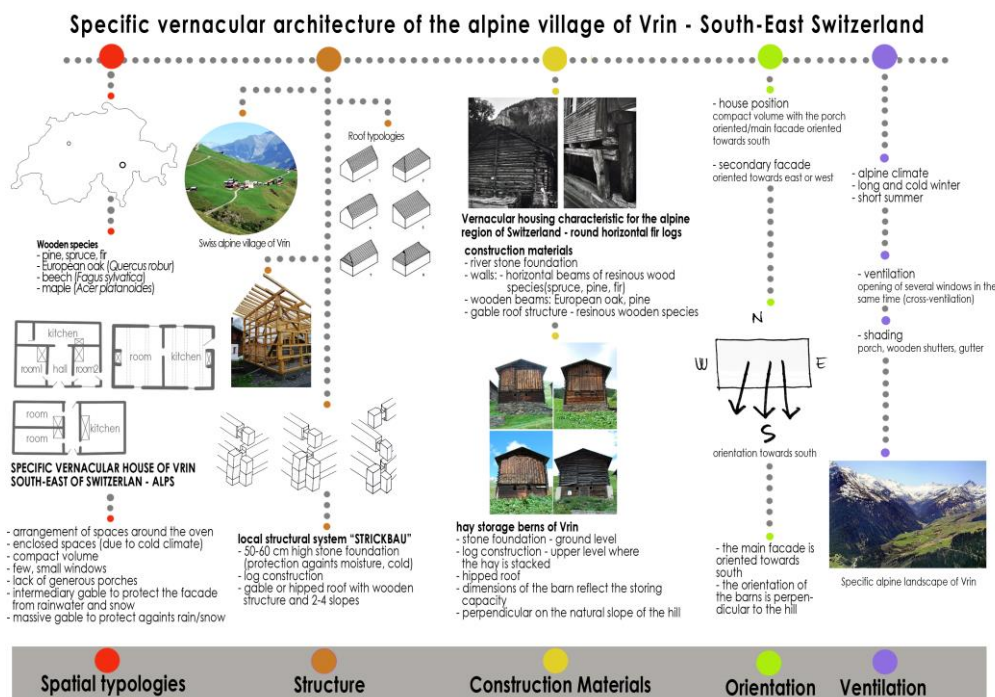 Specific vernacular architecture of the alpine village of Vrin - South-East Switzerland
Wooden species
- pine, spruce, fir
- European oak (Quercus robur)
- beech (Fagus sylvatica)
- maple (Acer platanoides)
kitchen
room1
hall
room2
room
kitchen
room
room
kitchen
SPECIFIC VERNACULAR HOUSE OF VRIN
SOUTH-EAST OF SWITZERLAN - ALPS
- arrangement of spaces around the oven
- enclosed spaces (due to cold climate)
- compact volume
- few, small windows
- lack of generous porches
- intermediary gable to protect the facade
from rainwater and snow
- massive gable to protect againts rain/snow
Swiss alpine village of Vrin
Roof typologies
local structural system "STRICKBAU"
- 50-60 cm high stone foundation
(protection againts moisture, cold)
- log construction
- gable or hipped roof with wooden
structure and 2-4 slopes
Vernacular housing characteristic for the alpine
region of Switzerland - round horizontal fir logs
construction materials
- river stone foundation
- walls: - horizontal beams of resinous wood
species(spruce, pine, fir)
- wooden beams: European oak, pine
- gable roof structure - resinous wooden species
hay storage berns of Vrin
- stone foundation - ground level
- log construction - upper level where
the hay is stacked
- hipped roof
- dimensions of the barn reflect the storing
capacity
- perpendicular on the natural slope of the hill
- house position
compact volume with the porch
oriented/main facade oriented
towards south
- secondary facade
oriented towards east or west
N
W
E
S
orientation towards south
- the main facade is
oriented towards
south
- the orientation of
the barns is perpen-
dicular to the hill
- alpine climate
- long and cold winter
- short summer
- ventilation
opening of several windows in the
same time (cross-ventilation)
- shading
porch, wooden shutters, gutter
Specific alpine landscape of Vrin
Spatial typologies
Structure
Construction Materials
Orientation
Ventilation